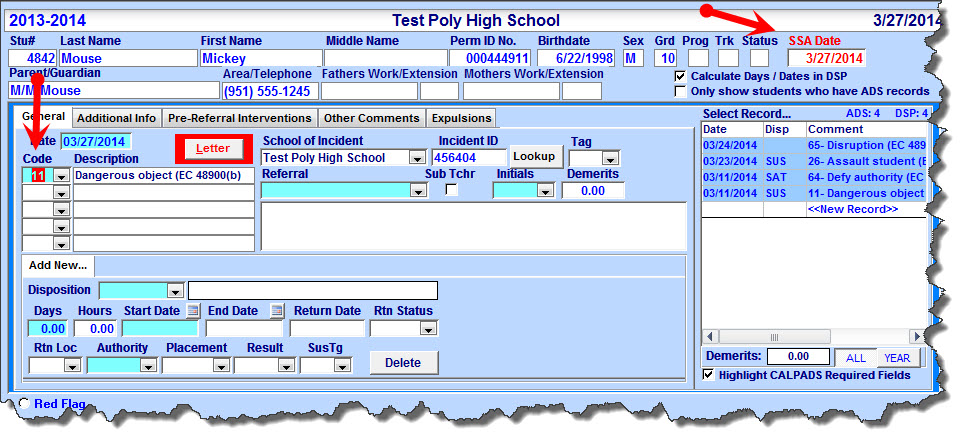 2013-2014 Test Poly High School 3/27/2014
Stu# Last Name First Name Middle Name Perm ID No. Birthdate Sex Grd Prog Trk Status SSA Date
4842 Mouse Mickey 000444911 6/22/1998 M 10 3/27/2014
Parent/Guardian Area/Telephone Fathers Work/Extension Mothers Work/Extension Calculate Days / Dates in DSP
M/M Mouse (951) 555-1245 Only show students who have ADS records
General Additional Info Pre-Referral Interventions Other Comments Expulsions Select Record... ADS: 4 DSP: 4
Date 03/27/2014 Letter School of Incident Incident ID Tag Date Disp Comment
Test Poly High School 456404 Lookup 03/24/2014 65- Disruption (EC 489
Code Description Referral Sub Tchr Initials Demerits 03/23/2014 SUS 26- Assault student (E
11 Dangerous object (EC 48900(b) 0.00 03/11/2014 SAT 64- Defy authority (EC
03/11/2014 SUS 11- Dangerous object
<<New Record>>
Add New...
Disposition
Days Hours Start Date End Date Return Date Rtn Status
0.00 0.00
Rtn Loc Authority Placement Result SusTg Delete Demerits: 0.00 ALL YEAR
Highlight CALPADS Required Fields
Red Flag